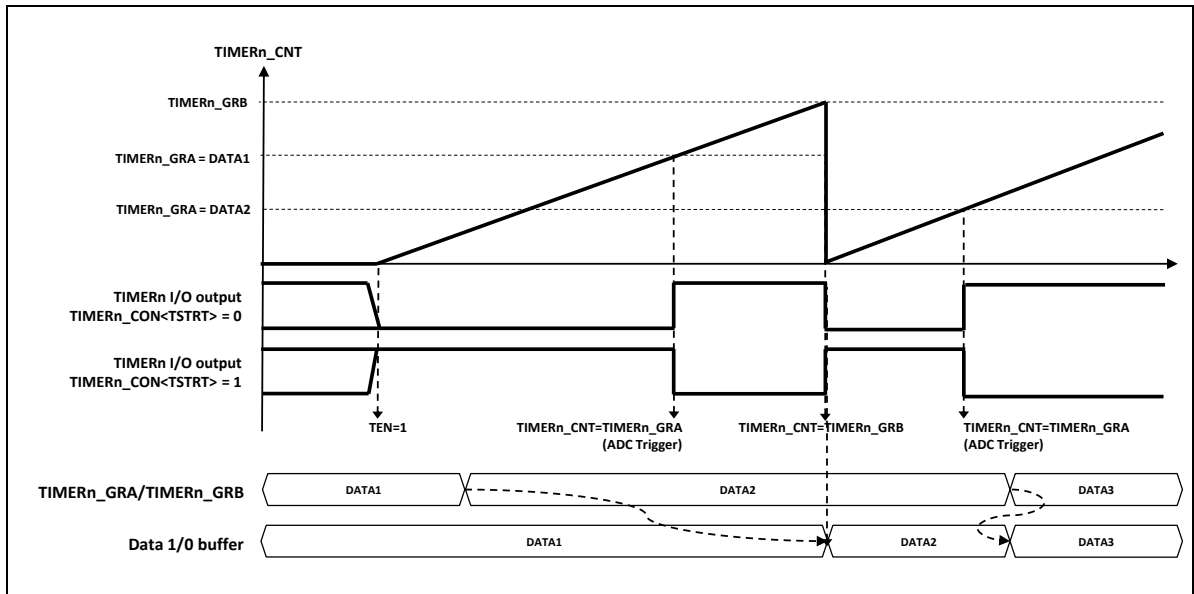 TIMERn_CNT
TIMERn_GRB
TIMERn_GRA = DATA1
TIMERn_GRA = DATA2
TIMERn I/O output
TIMERn_CON<TSTRT> = 0
TIMERn I/O output
TIMERn_CON<TSTRT> = 1
TEN=1
TIMERn_CNT=TIMERn_GRA
(ADC Trigger)
TIMERn_CNT=TIMERn_GRB
TIMERn_CNT=TIMERn_GRA
(ADC Trigger)
TIMERn_GRA/TIMERn_GRB
DATA1
DATA2
DATA3
Data 1/0 buffer
DATA1
DATA2
DATA3